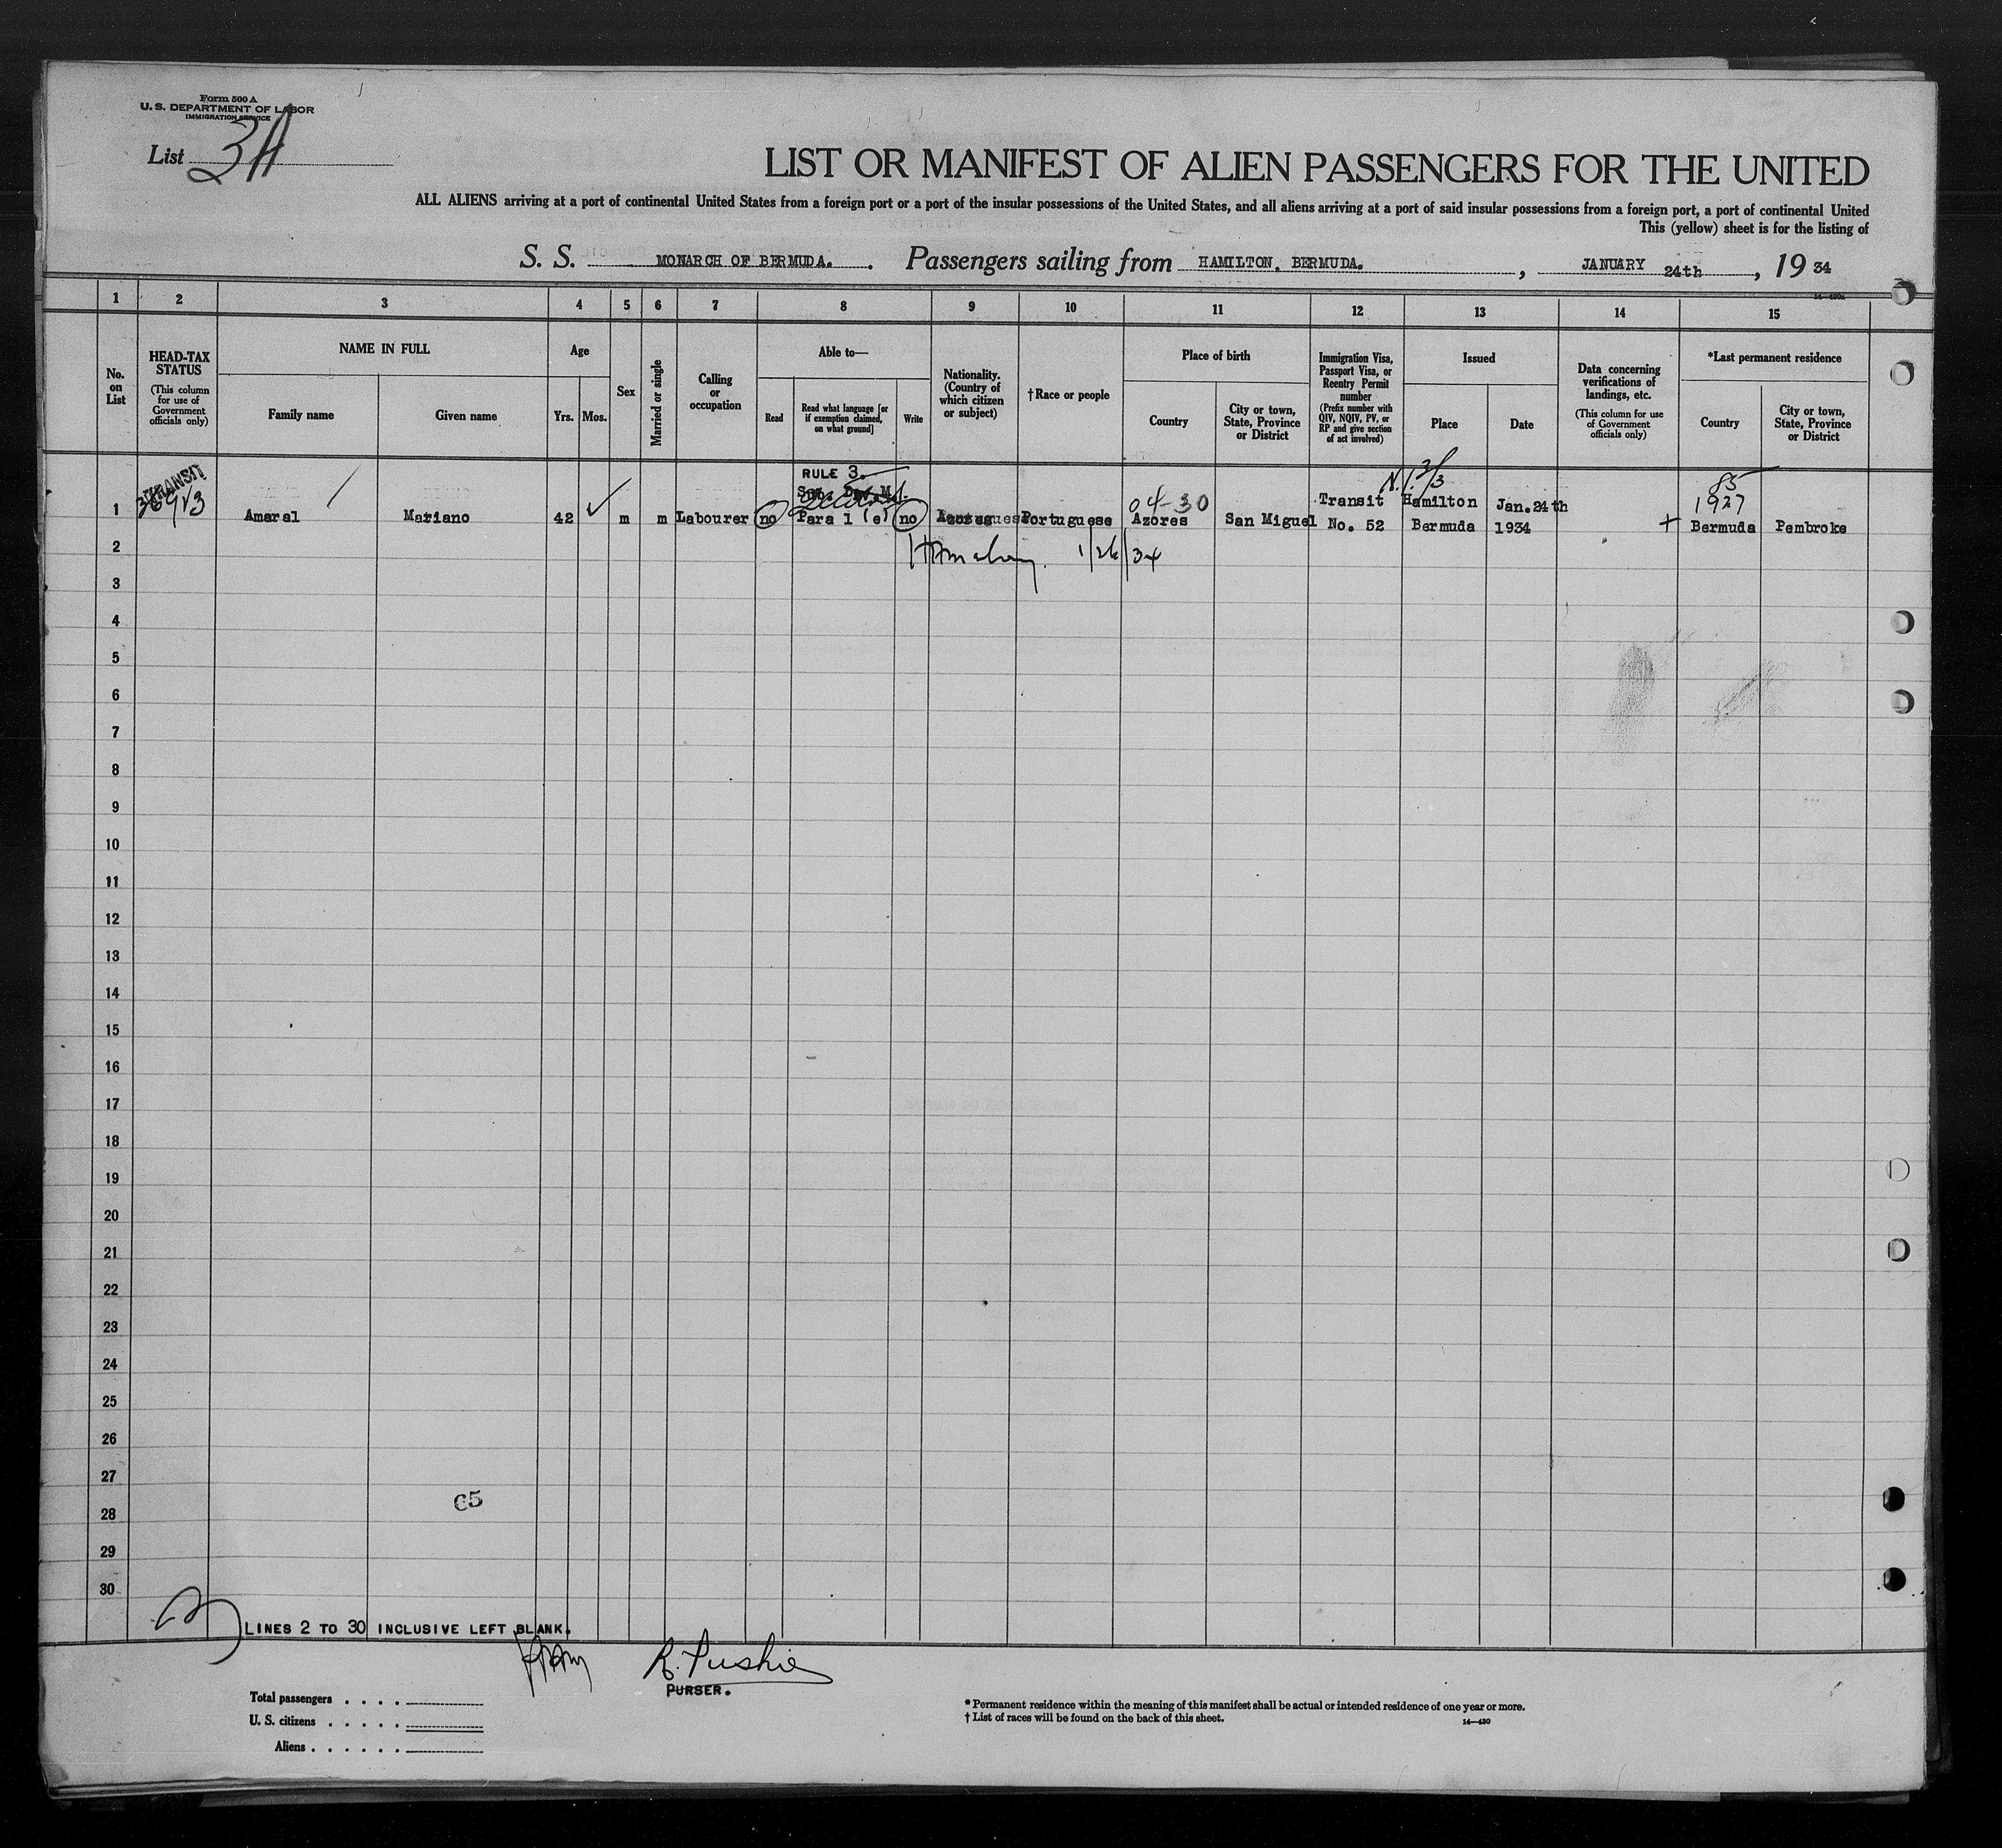 Form 500 A
U. S. DEPARTMENT OF LABOR
IMMIGRATION SERVICE
List 3A
LIST OR MANIFEST OF ALIEN PASSENGERS FOR THE UNITED
ALL ALIENS arriving at a port of continental United States from a foreign port or a port of the insular possessions of the United States, and all aliens arriving at a port of said insular possessions from a foreign port, a port of continental United
This (yellow) sheet is for the listing of
S. S. MONARCH OF BERMUDA. Passengers sailing from HAMILTON, BERMUDA. , JANUARY 24th , 19 34
1 2 3 4 5 6 7 8 9 10 11 12 13 14 15
No. on List
HEAD-TAX STATUS
(This column for use of Government officials only)
NAME IN FULL
Family name
Given name
Age
Yrs.
Mos.
Sex
Married or single
Calling or occupation
Able to—
Read
Read what language [or if exemption claimed, on what ground]
Write
Nationality. (Country of which citizen or subject)
†Race or people
Place of birth
Country
City or town, State, Province or District
Immigration Visa, Passport Visa, or Reentry Permit number
(Prefix number with QIV, NQIV, PV, or RP and give section of act involved)
Issued
Place
Date
Data concerning verifications of landings, etc.
(This column for use of Government officials only)
*Last permanent residence
Country
City or town, State, Province or District
TRANSIT
RULE 3.
04-30
N.I. 3/3
85
1927
1 Amaral Mariano 42 m m Labourer no Para 1 (e) no Portuguese Azores San Miguel Transit No. 52 Hamilton Bermuda Jan. 24th 1934 Bermuda Pembroke
2 1/26/34
3
4
5
6
7
8
9
10
11
12
13
14
15
16
17
18
19
20
21
22
23
24
25
26
27
28
29
30
65
LINES 2 TO 30 INCLUSIVE LEFT BLANK.
R. Pushie
PURSER.
Total passengers . . . .
U. S. citizens . . . . .
Aliens . . . . . .
* Permanent residence within the meaning of this manifest shall be actual or intended residence of one year or more.
† List of races will be found on the back of this sheet.
14—430